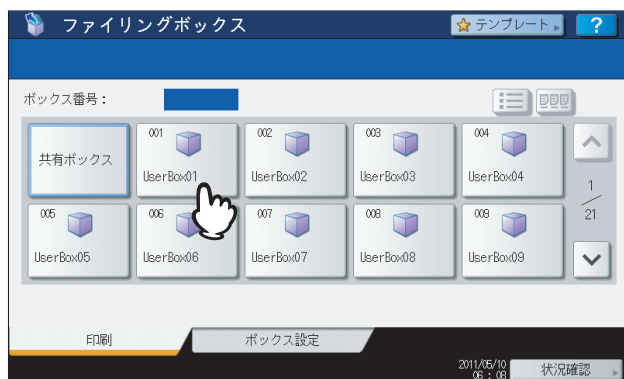 ファイリングボックス
テンプレート
?
ボックス番号：
共有ボックス
001
UserBox01
002
UserBox02
003
UserBox03
004
UserBox04
1
21
005
UserBox05
006
UserBox06
007
UserBox07
008
UserBox08
009
UserBox09
印刷
ボックス設定
2011/05/10
06：08
状況確認